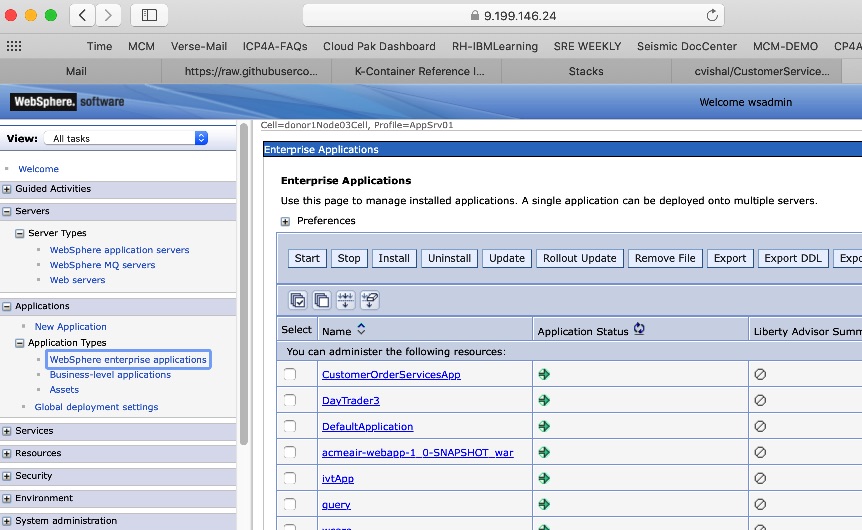 9.199.146.24
Time MCM Verse-Mail ICP4A-FAQs Cloud Pak Dashboard RH-IBMLearning SRE WEEKLY Seismic DocCenter MCM-DEMO CP4A
Mail https://raw.githubuserco... K-Container Reference I... Stacks cvishal/CustomerService...
WebSphere. software Welcome wsadmin
View: All tasks
Welcome
Guided Activities
Servers
Server Types
WebSphere application servers
WebSphere MQ servers
Web servers
Applications
New Application
Application Types
WebSphere enterprise applications
Business-level applications
Assets
Global deployment settings
Services
Resources
Security
Environment
System administration
Cell=donor1Node03Cell, Profile=AppSrv01
Enterprise Applications
Enterprise Applications
Use this page to manage installed applications. A single application can be deployed onto multiple servers.
Preferences
Start Stop Install Uninstall Update Rollout Update Remove File Export Export DDL Expo
Select Name Application Status Liberty Advisor Summ
You can administer the following resources:
CustomerOrderServicesApp
DayTrader3
DefaultApplication
acmeair-webapp-1_0-SNAPSHOT_war
ivtApp
query